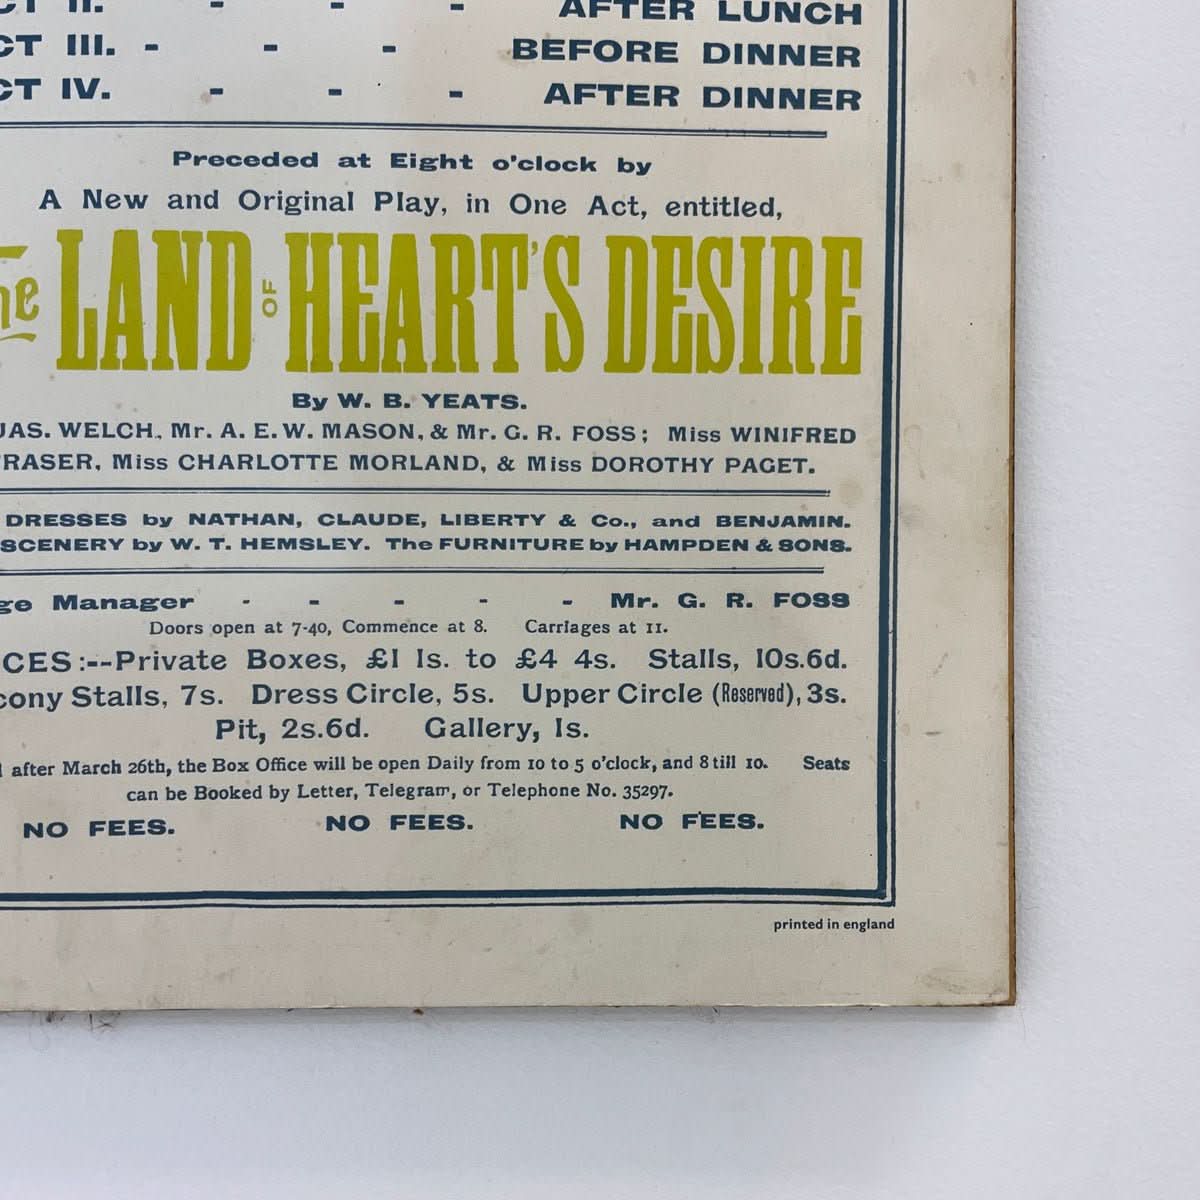 CT II. - - - AFTER LUNCH
CT III. - - - BEFORE DINNER
CT IV. - - - AFTER DINNER
Preceded at Eight o'clock by
A New and Original Play, in One Act, entitled,
The LAND OF HEART'S DESIRE
By W. B. YEATS.
JAS. WELCH, Mr. A. E. W. MASON, & Mr. G. R. FOSS; Miss WINIFRED
FRASER, Miss CHARLOTTE MORLAND, & Miss DOROTHY PAGET.
DRESSES by NATHAN, CLAUDE, LIBERTY & Co., and BENJAMIN.
SCENERY by W. T. HEMSLEY. The FURNITURE by HAMPDEN & SONS.
ge Manager - - - - - Mr. G. R. FOSS
Doors open at 7-40, Commence at 8. Carriages at 11.
CES:--Private Boxes, £1 1s. to £4 4s. Stalls, 10s.6d.
cony Stalls, 7s. Dress Circle, 5s. Upper Circle (Reserved), 3s.
Pit, 2s.6d. Gallery, 1s.
after March 26th, the Box Office will be open Daily from 10 to 5 o'clock, and 8 till 10. Seats
can be Booked by Letter, Telegram, or Telephone No. 35297.
NO FEES. NO FEES. NO FEES.
printed in england